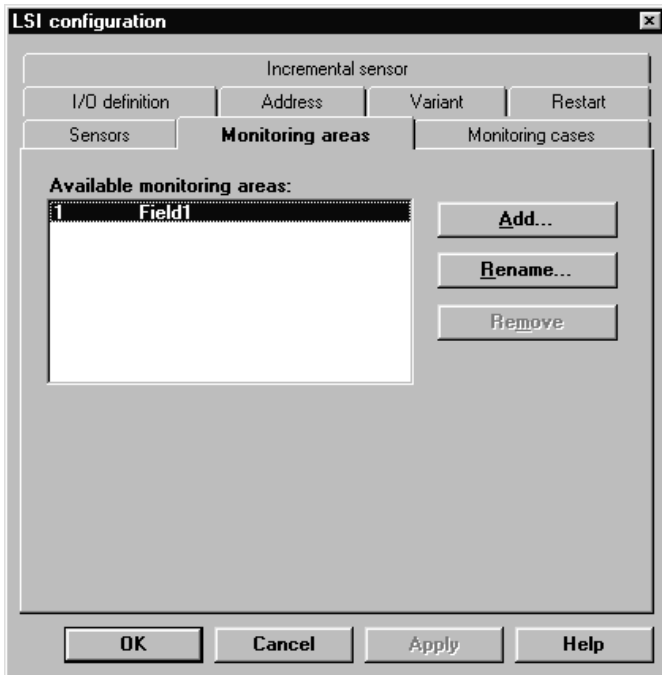 LSI configuration
Incremental sensor
I/O definition Address Variant Restart
Sensors Monitoring areas Monitoring cases
Available monitoring areas:
1 Field1
Add...
Rename...
Remove
OK Cancel Apply Help